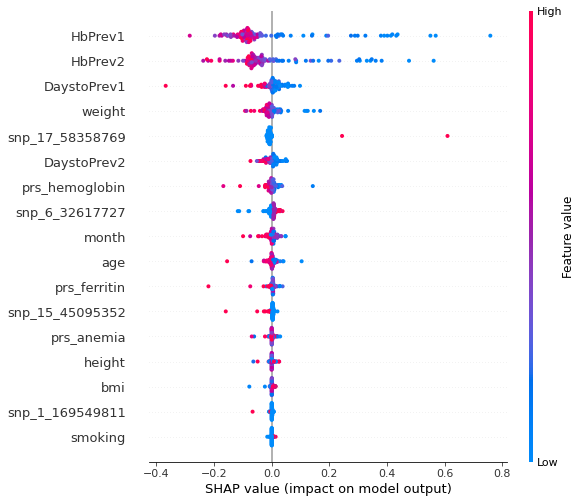 High
HbPrev1
HbPrev2
DaystoPrev1
weight
snp_17_58358769
DaystoPrev2
prs_hemoglobin
snp_6_32617727
month
age
prs_ferritin
snp_15_45095352
prs_anemia
height
bmi
snp_1_169549811
smoking
Low
Feature value
−0.4 −0.2 0.0 0.2 0.4 0.6 0.8
SHAP value (impact on model output)